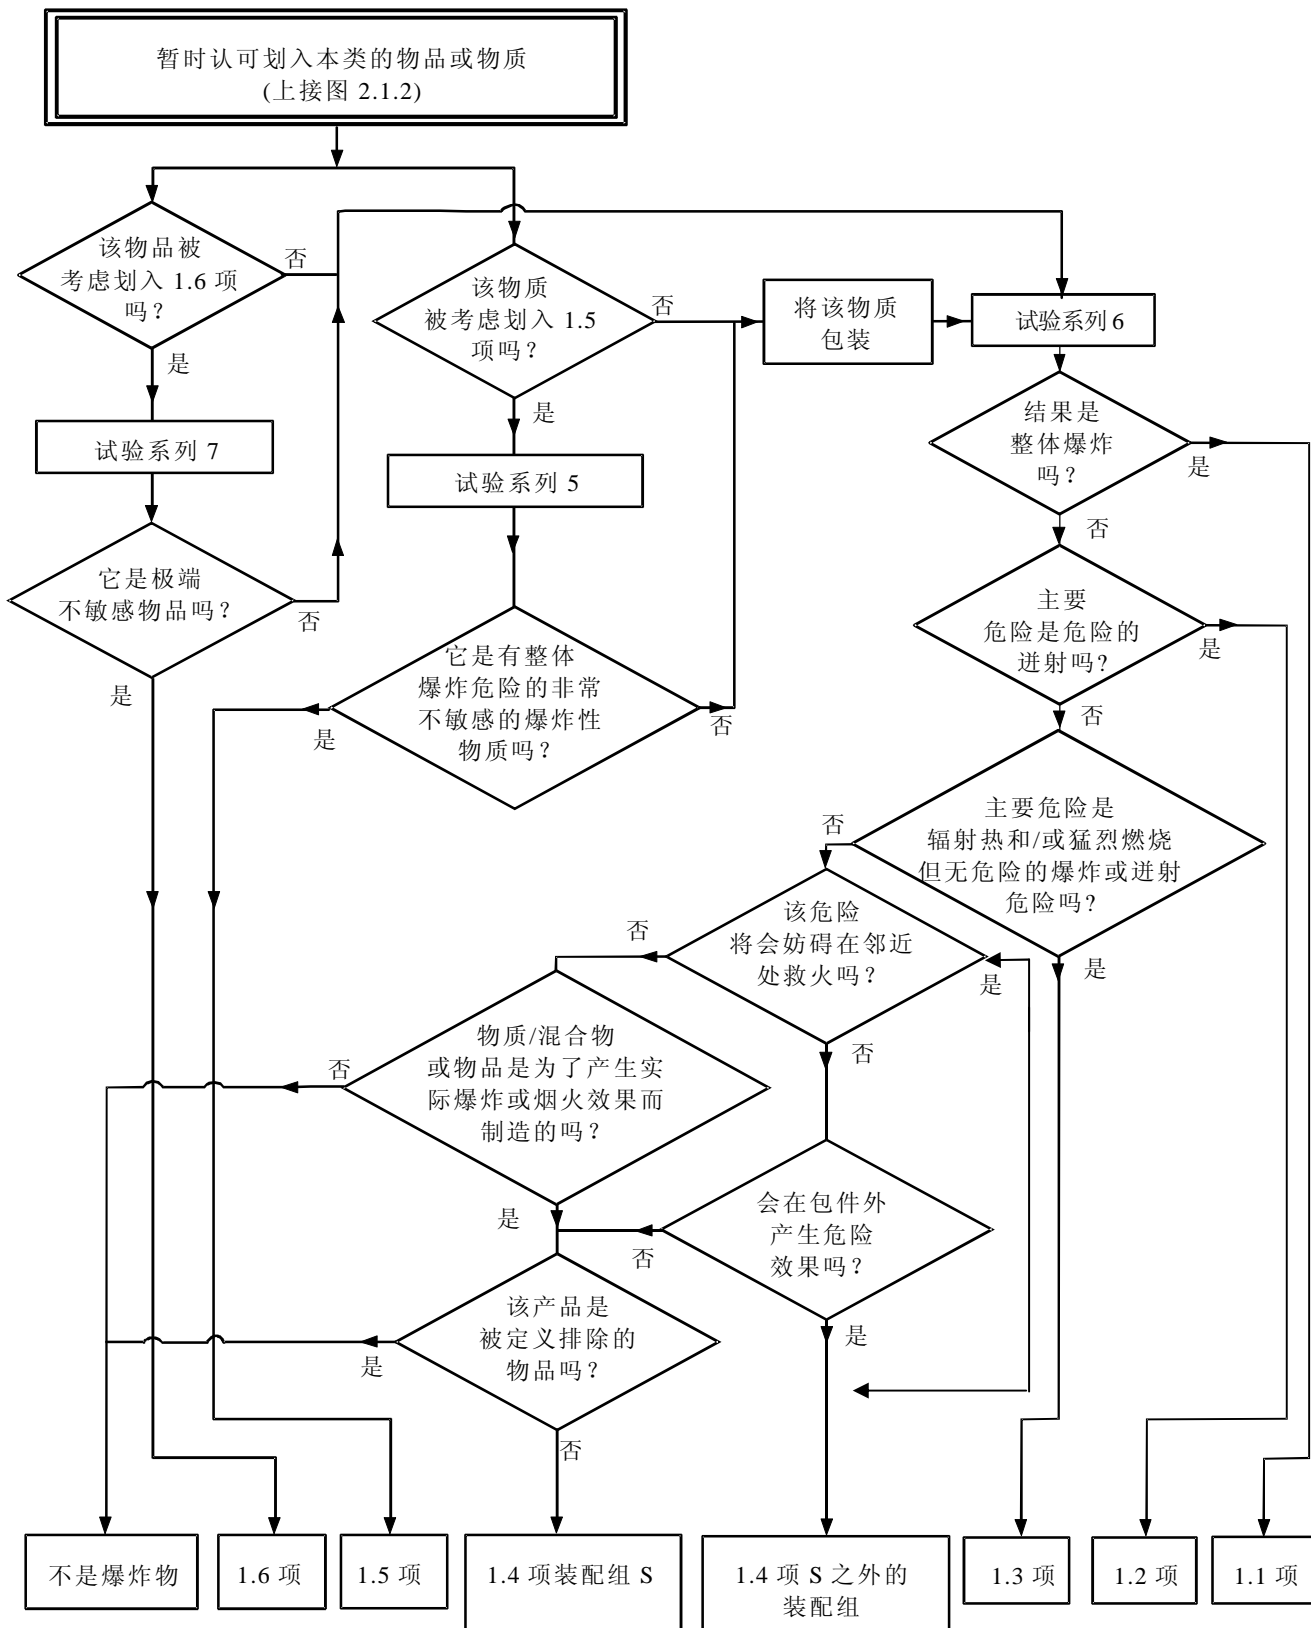 暂时认可划入本类的物品或物质
(上接图 2.1.2)
该物品被
考虑划入 1.6 项
吗?
否
是
试验系列 7
它是极端
不敏感物品吗?
否
是
该物质
被考虑划入 1.5
项吗?
否
是
试验系列 5
它是有整体
爆炸危险的非常
不敏感的爆炸性
物质吗?
是
否
将该物质
包装
试验系列 6
结果是
整体爆炸
吗?
是
否
主要
危险是危险的
迸射吗?
是
否
主要危险是
辐射热和/或猛烈燃烧
但无危险的爆炸或迸射
危险吗?
否
是
该危险
将会妨碍在邻近
处救火吗?
否
是
否
物质/混合物
或物品是为了产生实
际爆炸或烟火效果而
制造的吗?
否
是
会在包件外
产生危险
效果吗?
否
是
该产品是
被定义排除的
物品吗?
是
否
不是爆炸物
1.6 项
1.5 项
1.4 项装配组 S
1.4 项 S 之外的
装配组
1.3 项
1.2 项
1.1 项